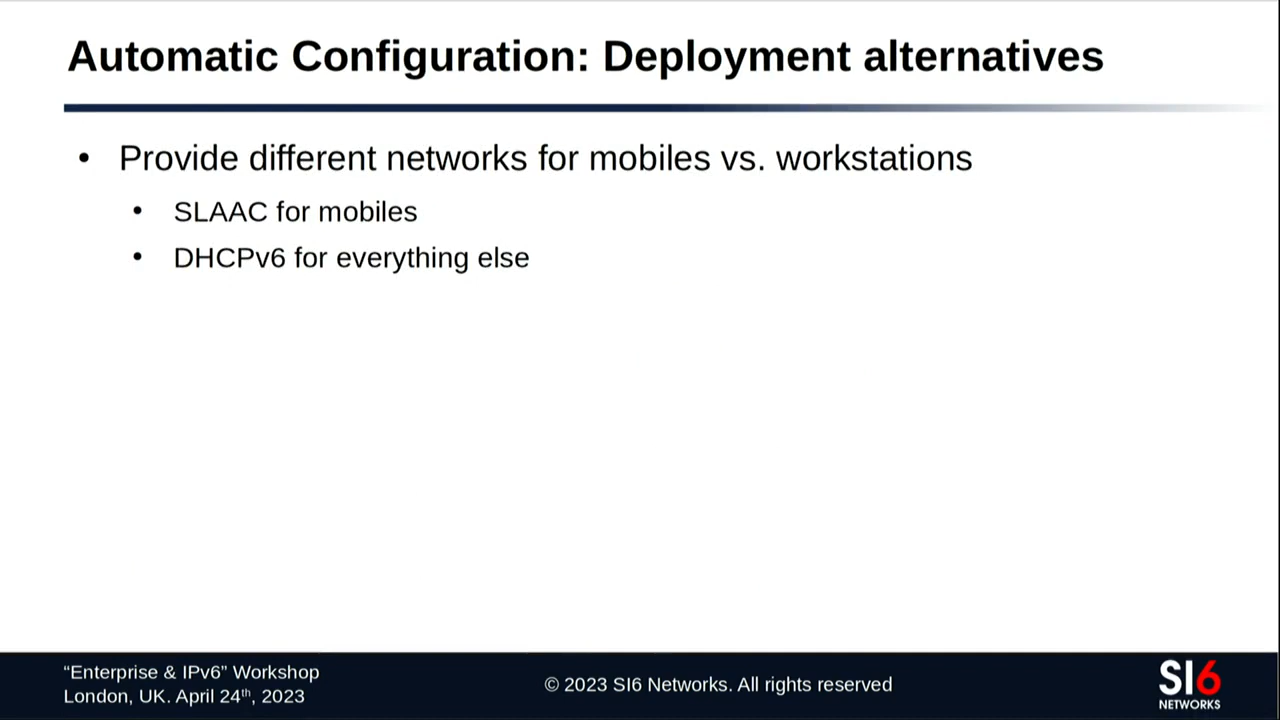 Automatic Configuration: Deployment alternatives
• Provide different networks for mobiles vs. workstations
• SLAAC for mobiles
• DHCPv6 for everything else
“Enterprise & IPv6” Workshop
London, UK. April 24th, 2023
© 2023 SI6 Networks. All rights reserved
SI6
NETWORKS